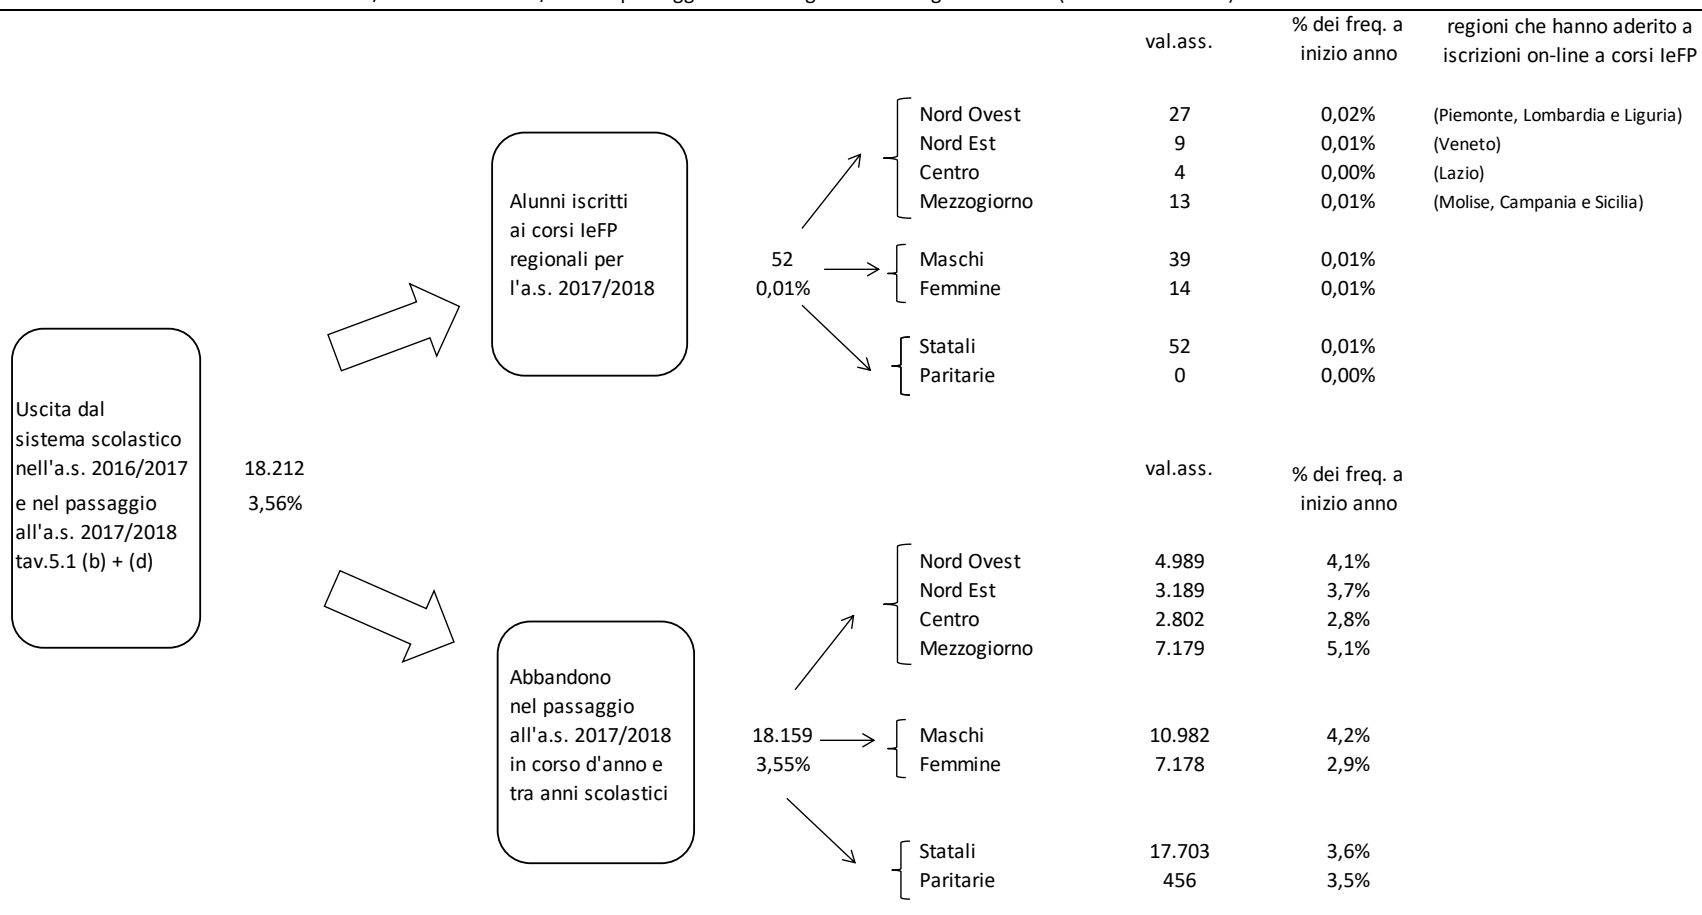 val.ass.
% dei freq. a
inizio anno
regioni che hanno aderito a
iscrizioni on-line a corsi IeFP
Nord Ovest 27 0,02% (Piemonte, Lombardia e Liguria)
Nord Est 9 0,01% (Veneto)
Centro 4 0,00% (Lazio)
Mezzogiorno 13 0,01% (Molise, Campania e Sicilia)
Alunni iscritti
ai corsi IeFP
regionali per
l'a.s. 2017/2018
52
0,01%
Maschi 39 0,01%
Femmine 14 0,01%
Statali 52 0,01%
Paritarie 0 0,00%
Uscita dal
sistema scolastico
nell'a.s. 2016/2017
e nel passaggio
all'a.s. 2017/2018
tav.5.1 (b) + (d)
18.212
3,56%
val.ass.
% dei freq. a
inizio anno
Nord Ovest 4.989 4,1%
Nord Est 3.189 3,7%
Centro 2.802 2,8%
Mezzogiorno 7.179 5,1%
Abbandono
nel passaggio
all'a.s. 2017/2018
in corso d'anno e
tra anni scolastici
18.159
3,55%
Maschi 10.982 4,2%
Femmine 7.178 2,9%
Statali 17.703 3,6%
Paritarie 456 3,5%